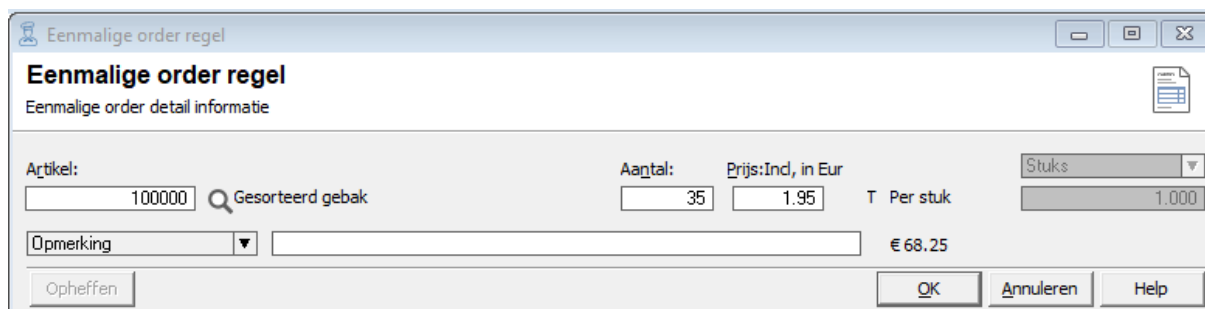 Eenmalige order regel
Eenmalige order regel
Eenmalige order detail informatie
Artikel: Aantal: Prijs:Incl, in Eur Stuks
100000 Gesorteerd gebak 35 1.95 T Per stuk 1.000
Opmerking € 68.25
Opheffen OK Annuleren Help